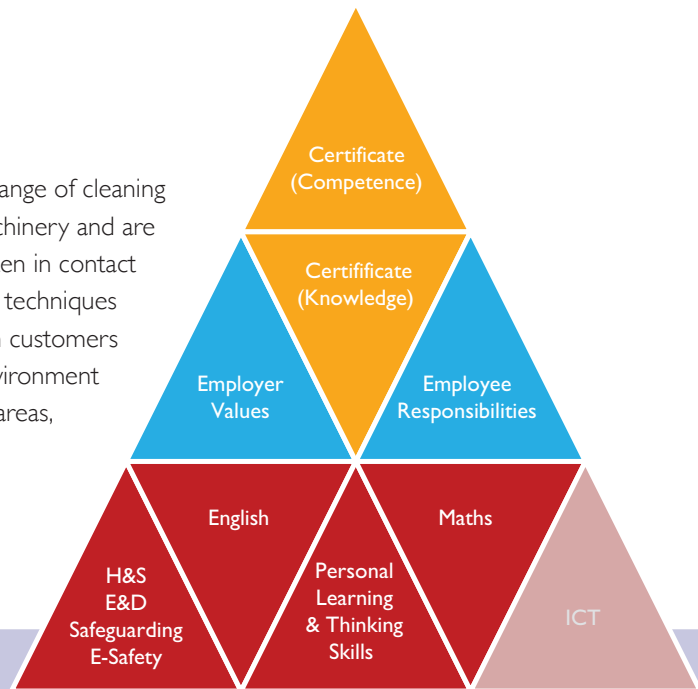 ange of cleaning
chinery and are
en in contact
techniques
n customers
vironment
areas,
Certificate
(Competence)
Certifificate
(Knowledge)
Employer
Values
Employee
Responsibilities
English
Maths
H&S
E&D
Safeguarding
E-Safety
Personal
Learning
& Thinking
Skills
ICT